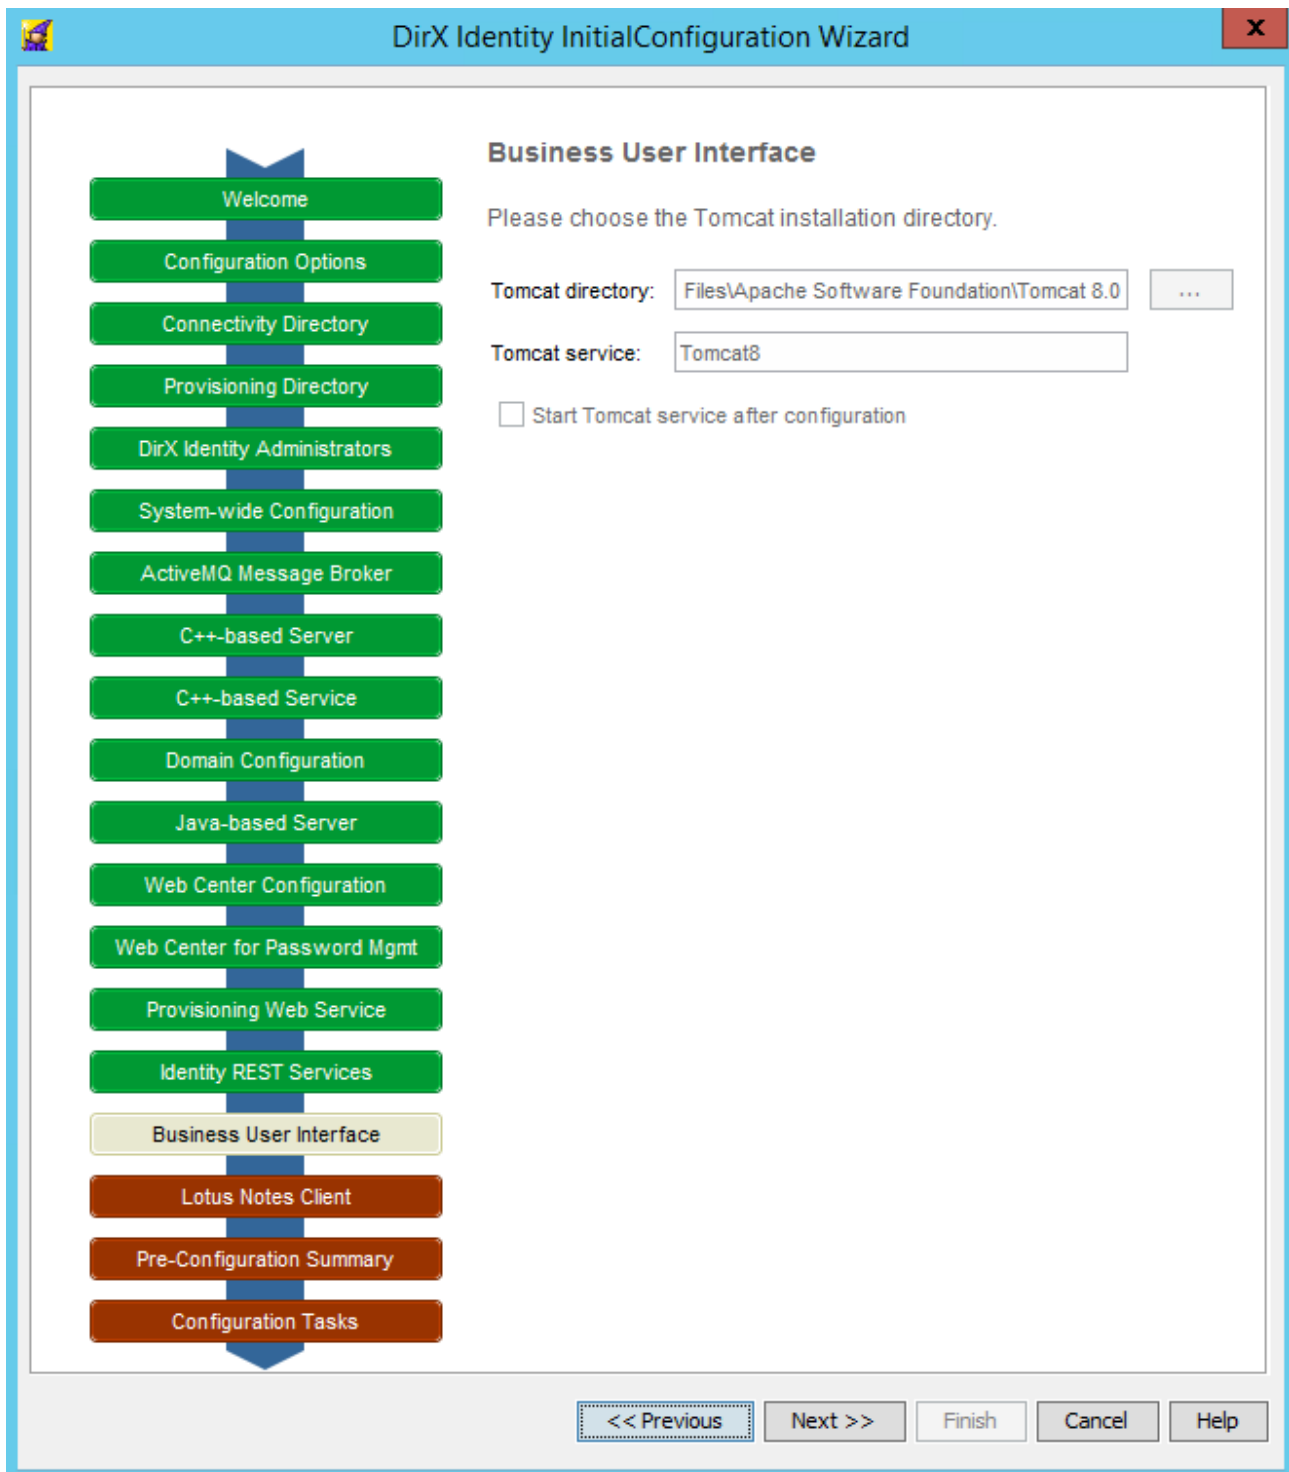 DirX Identity InitialConfiguration Wizard
x
Welcome
Configuration Options
Connectivity Directory
Provisioning Directory
DirX Identity Administrators
System-wide Configuration
ActiveMQ Message Broker
C++-based Server
C++-based Service
Domain Configuration
Java-based Server
Web Center Configuration
Web Center for Password Mgmt
Provisioning Web Service
Identity REST Services
Business User Interface
Lotus Notes Client
Pre-Configuration Summary
Configuration Tasks
Business User Interface
Please choose the Tomcat installation directory.
Tomcat directory: Files\Apache Software Foundation\Tomcat 8.0 ...
Tomcat service: Tomcat8
Start Tomcat service after configuration
<< Previous Next >> Finish Cancel Help